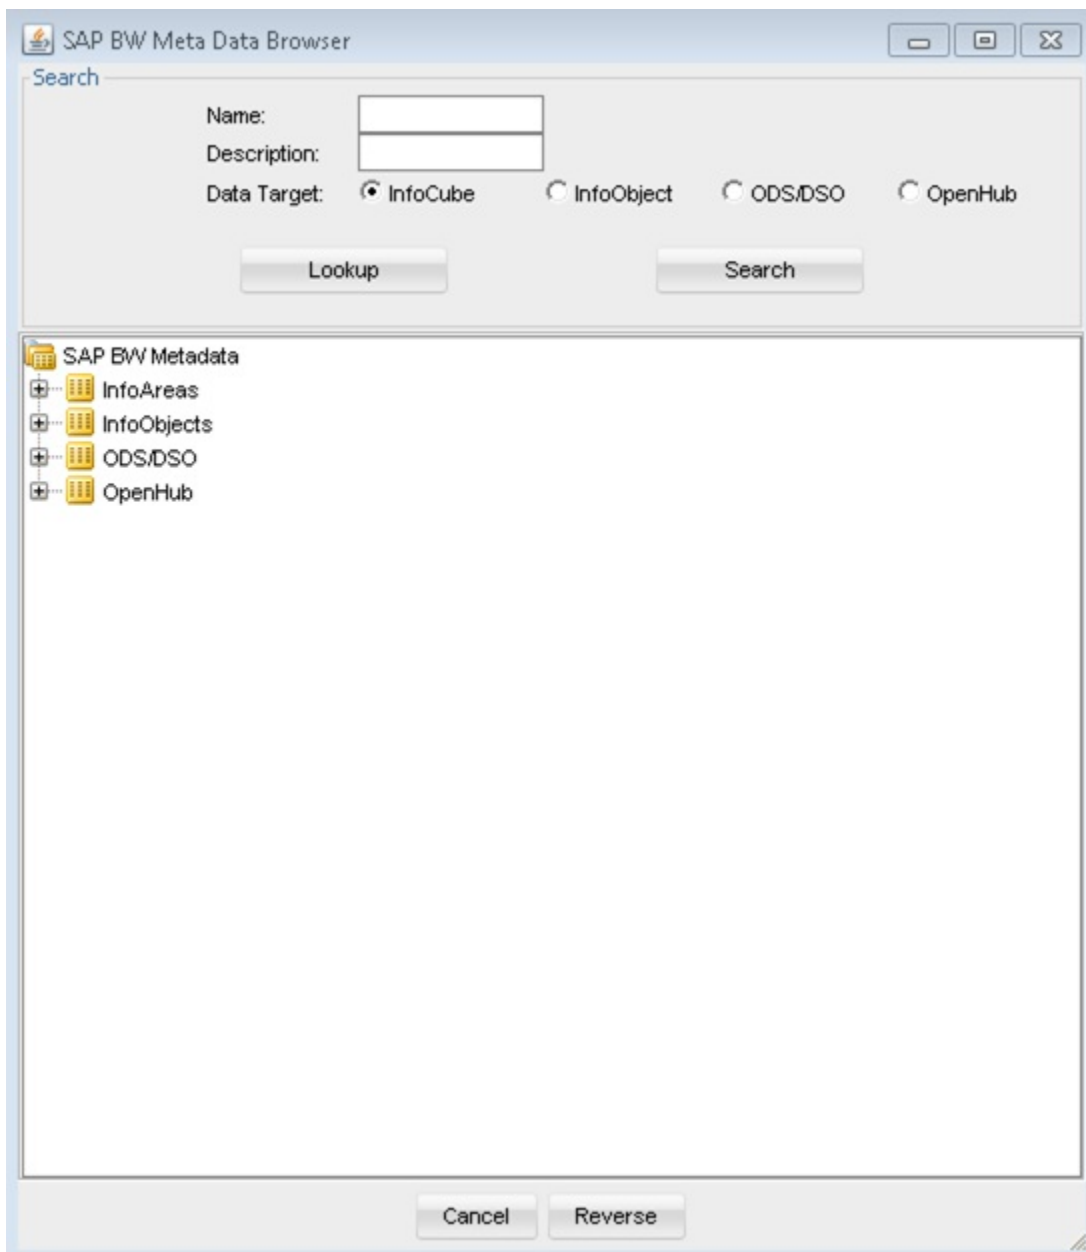 SAP BW Meta Data Browser
Search
Name:
Description:
Data Target: InfoCube InfoObject ODS/DSO OpenHub
Lookup Search
SAP BW Metadata
InfoAreas
InfoObjects
ODS/DSO
OpenHub
Cancel Reverse